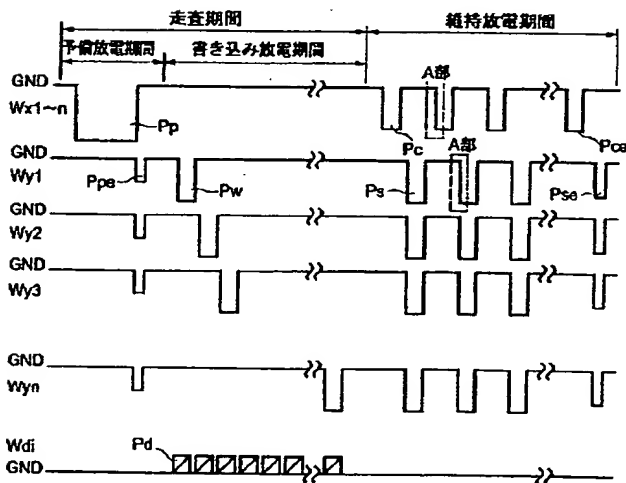 走査期間 維持放電期間
予備放電期間 書き込み放電期間
GND A部
Wx1~n Pp Pc Pce
GND A部
Wy1 Ppe Pw Ps Pse
GND
Wy2
GND
Wy3
GND
Wyn
Wdi Pd
GND